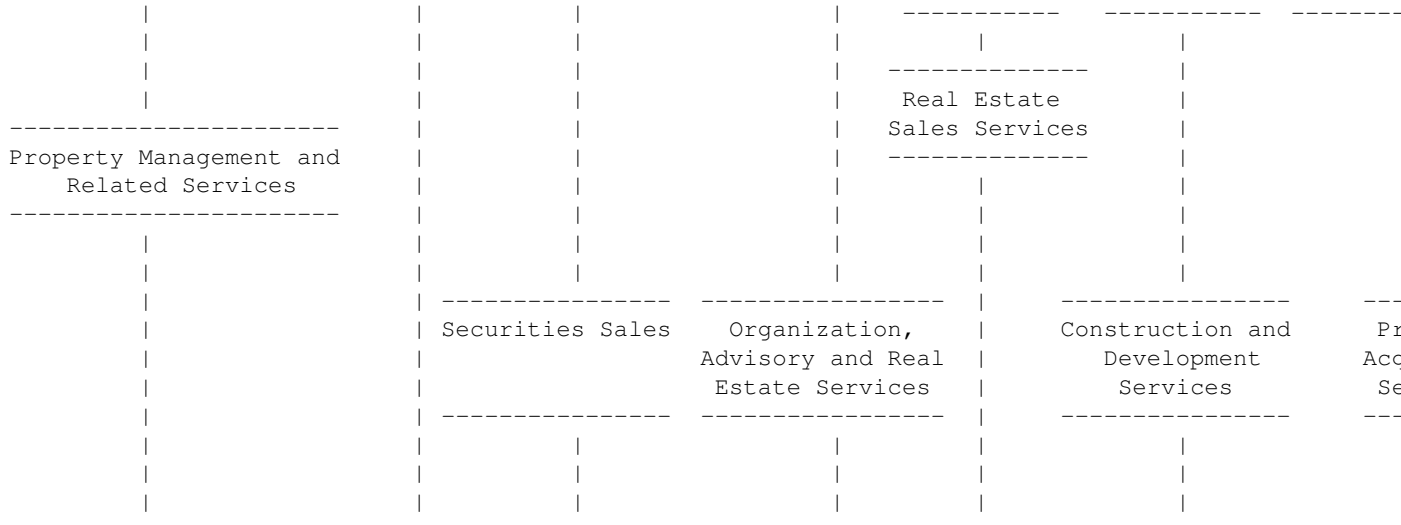 Real Estate
Sales Services
Property Management and
Related Services
Securities Sales
Organization,
Advisory and Real
Estate Services
Construction and
Development
Services